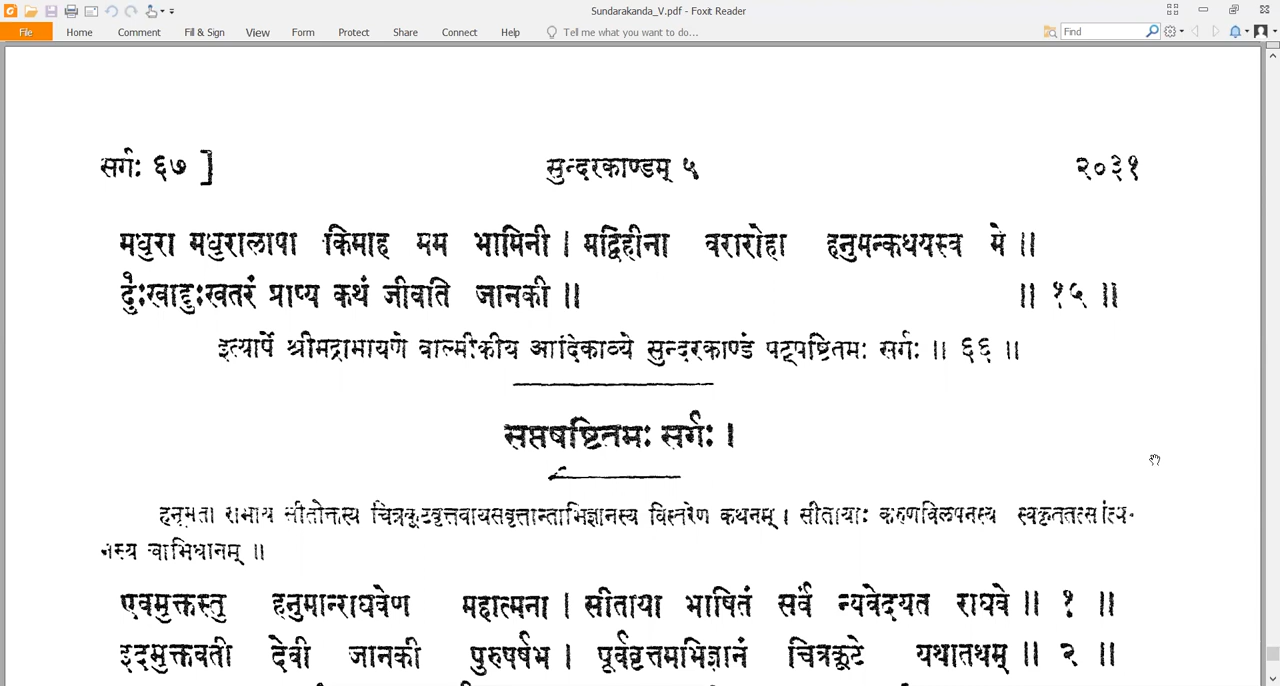 Sundarakanda_V.pdf - Foxit Reader
File Home Comment Fill & Sign View Form Protect Share Connect Help Tell me what you want to do... Find
सर्गः ६७ ] सुन्दरकाण्डम् ५ २०३१
मधुरा मधुरालापा किमाह मम भामिनी । मद्विहीना वरारोहा हनुमन्कथयस्व मे ॥
दुःखाद्दुःखतरं प्राप्य कथं जीवति जानकी ॥ ॥ १५ ॥
इत्यार्षे श्रीमद्रामायणे वाल्मीकीय आदिकाव्ये सुन्दरकाण्डे षट्षष्टितमः सर्गः ॥ ६६ ॥
सप्तषष्टितमः सर्गः ।
हनूमता रामाय सीतोक्तस्य चित्रकूटवृत्तवायसवृत्तान्ताभिज्ञानस्य विस्तरेण कथनम् । सीतायाः करुणविलपनस्य
चाभिधानम् ॥
एवमुक्तस्तु हनुमान्राघवेण महात्मना । सीताया भाषितं सर्वं न्यवेदयत राघवे ॥ १ ॥
इदमुक्तवती देवी जानकी पुरुषर्षभ । पूर्ववृत्तमभिज्ञानं चित्रकूटे यथातथम् ॥ २ ॥